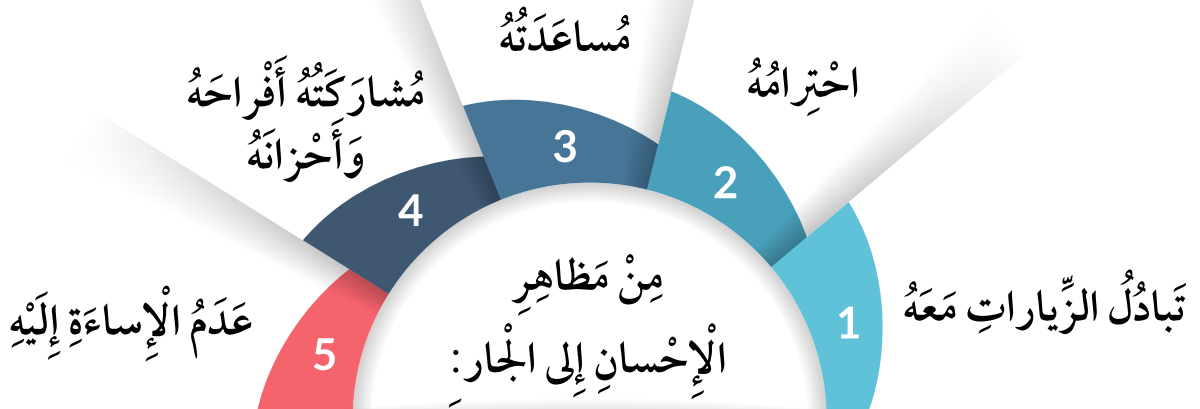 مِنْ مَظاهِرِ
الْإِحْسانِ إِلى الْجارِ:
1
تَبادُلُ الزِّياراتِ مَعَهُ
2
احْتِرامُهُ
3
مُساعَدَتُهُ
4
مُشارَكَتُهُ أَفْراحَهُ
وَأَحْزانَهُ
5
عَدَمُ الْإِساءَةِ إِلَيْهِ